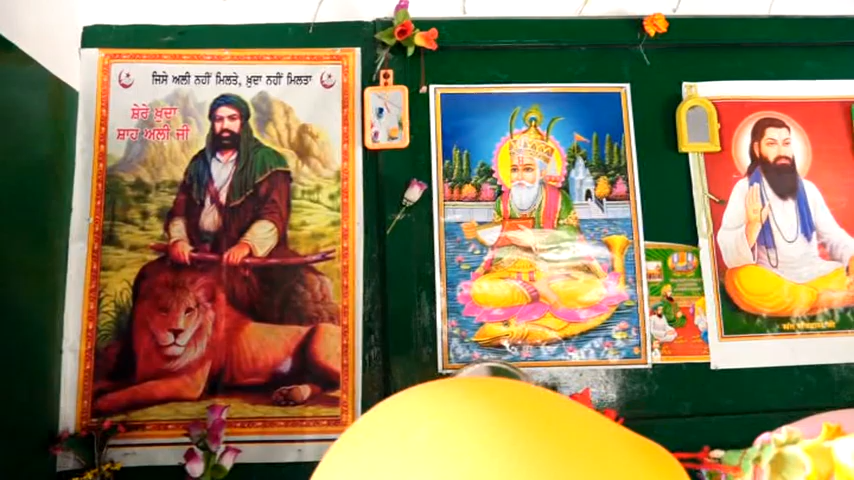 ਜਿਸੇ ਅਲੀ ਨਹੀਂ ਮਿਲਤੇ, ਖ਼ੁਦਾ ਨਹੀਂ ਮਿਲਤਾ
ਸ਼ੇਰੇ ਖ਼ੁਦਾ
ਸ਼ਾਹ ਅਲੀ ਜੀ